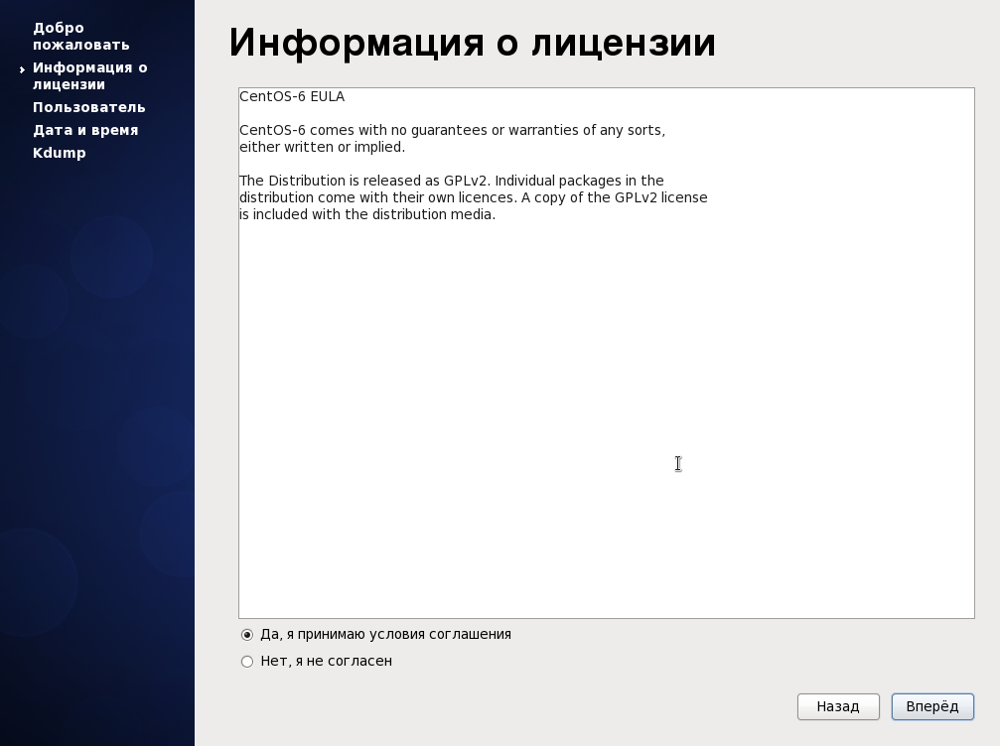 Добро
пожаловать
Информация о
лицензии
Пользователь
Дата и время
Kdump
Информация о лицензии
CentOS-6 EULA
CentOS-6 comes with no guarantees or warranties of any sorts,
either written or implied.
The Distribution is released as GPLv2. Individual packages in the
distribution come with their own licences. A copy of the GPLv2 license
is included with the distribution media.
Да, я принимаю условия соглашения
Нет, я не согласен
Назад
Вперёд